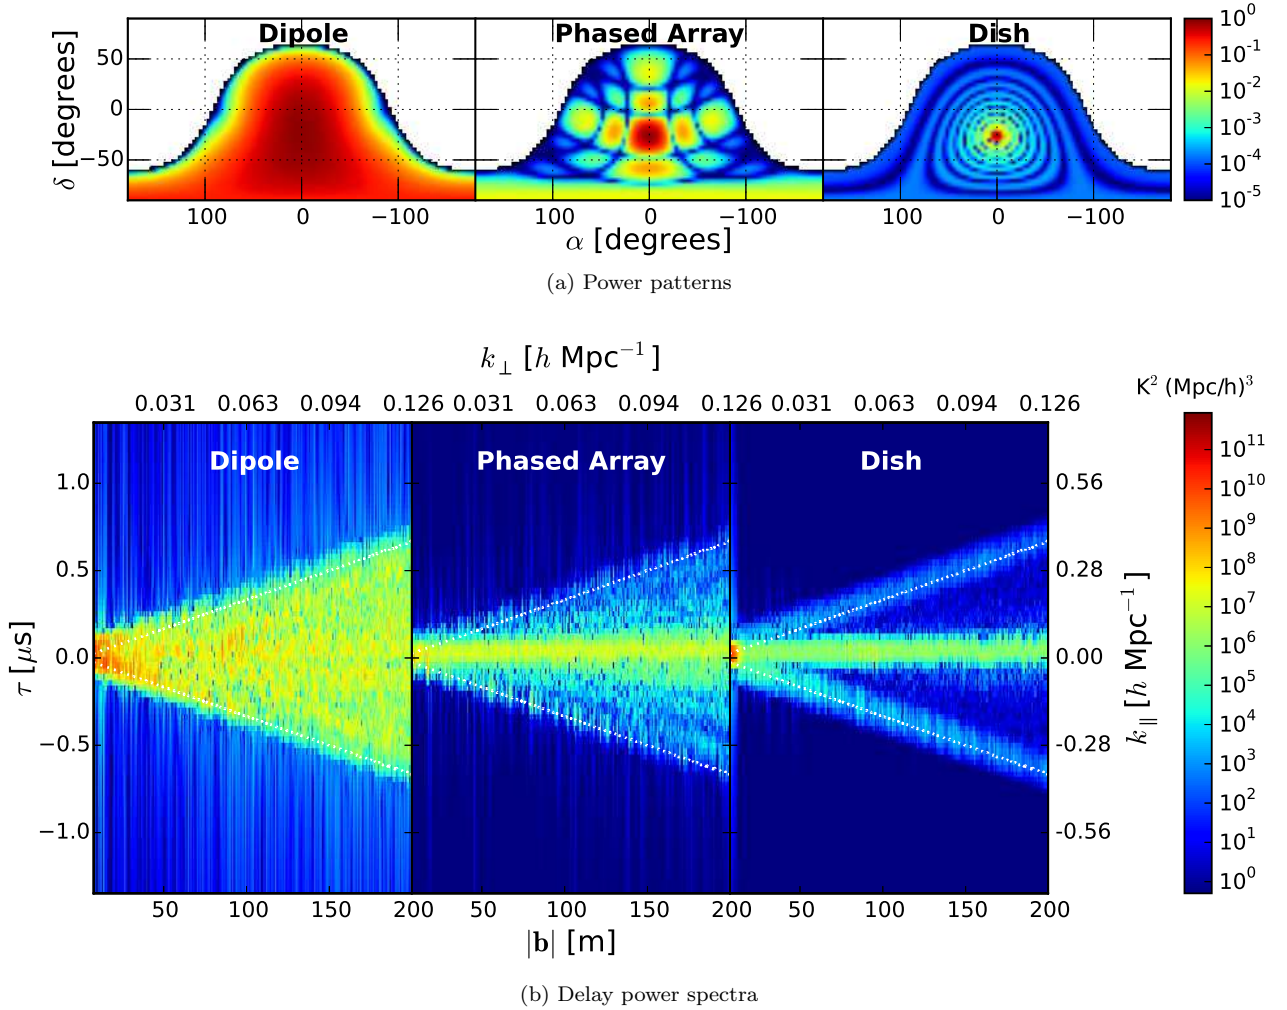 Dipole Phased Array Dish
δ [degrees]
50
0
−50
100 0 −100 100 0 −100 100 0 −100
α [degrees]
10^0
10^-1
10^-2
10^-3
10^-4
10^-5
(a) Power patterns
k⊥ [h Mpc^−1]
0.031 0.063 0.094 0.126 0.031 0.063 0.094 0.126 0.031 0.063 0.094 0.126
Dipole Phased Array Dish
τ [μs]
1.0
0.5
0.0
−0.5
−1.0
0.56
0.28
0.00
-0.28
-0.56
k∥ [h Mpc^−1]
50 100 150 200 50 100 150 200 50 100 150 200
|b| [m]
K² (Mpc/h)³
10^11
10^10
10^9
10^8
10^7
10^6
10^5
10^4
10^3
10^2
10^1
10^0
(b) Delay power spectra